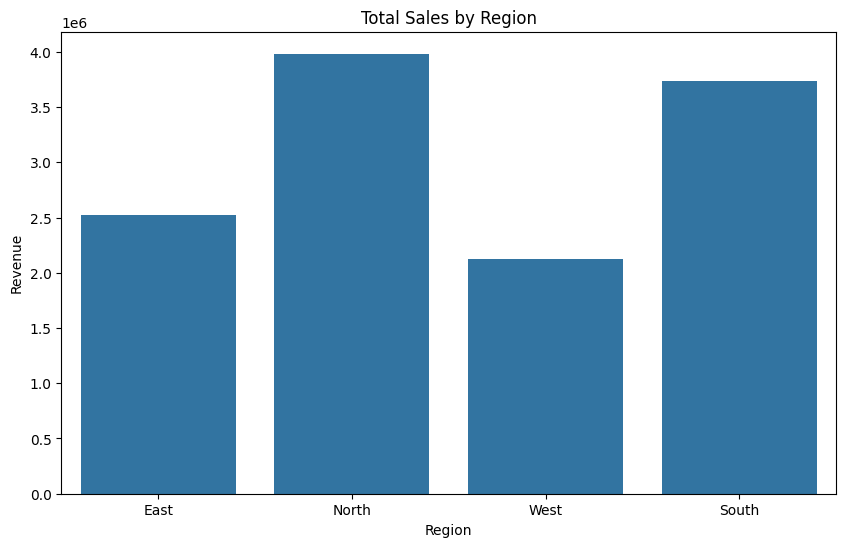 Total Sales by Region
1e6
4.0
3.5
3.0
2.5
2.0
1.5
1.0
0.5
0.0
Revenue
East North West South
Region